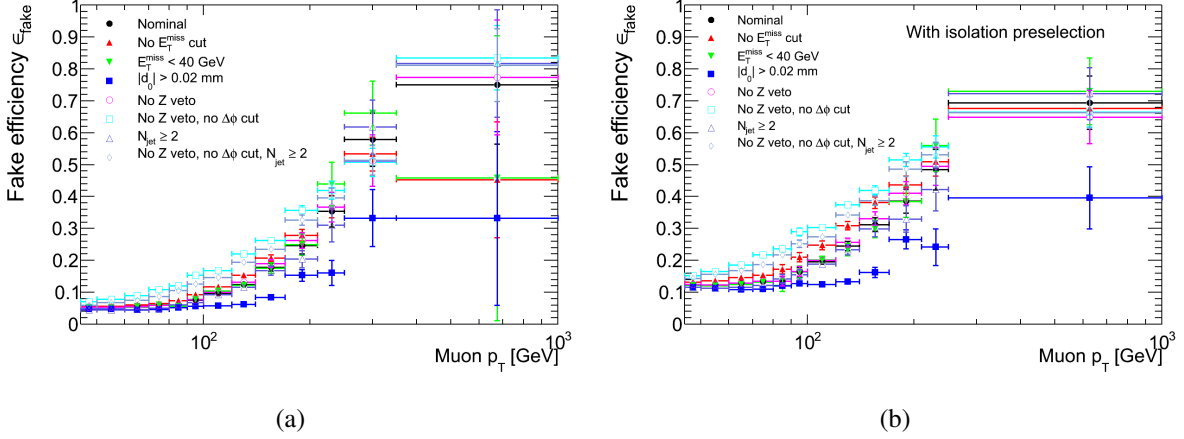 Fake efficiency ϵ_fake
1
0.9
0.8
0.7
0.6
0.5
0.4
0.3
0.2
0.1
0
Nominal
No E_T^miss cut
E_T^miss < 40 GeV
|d_0| > 0.02 mm
No Z veto
No Z veto, no Δϕ cut
N_jet ≥ 2
No Z veto, no Δϕ cut, N_jet ≥ 2
10^2
10^3
Muon p_T [GeV]
(a)
Fake efficiency ϵ_fake
1
0.9
0.8
0.7
0.6
0.5
0.4
0.3
0.2
0.1
0
Nominal
No E_T^miss cut
E_T^miss < 40 GeV
|d_0| > 0.02 mm
No Z veto
No Z veto, no Δϕ cut
N_jet ≥ 2
No Z veto, no Δϕ cut, N_jet ≥ 2
With isolation preselection
10^2
10^3
Muon p_T [GeV]
(b)